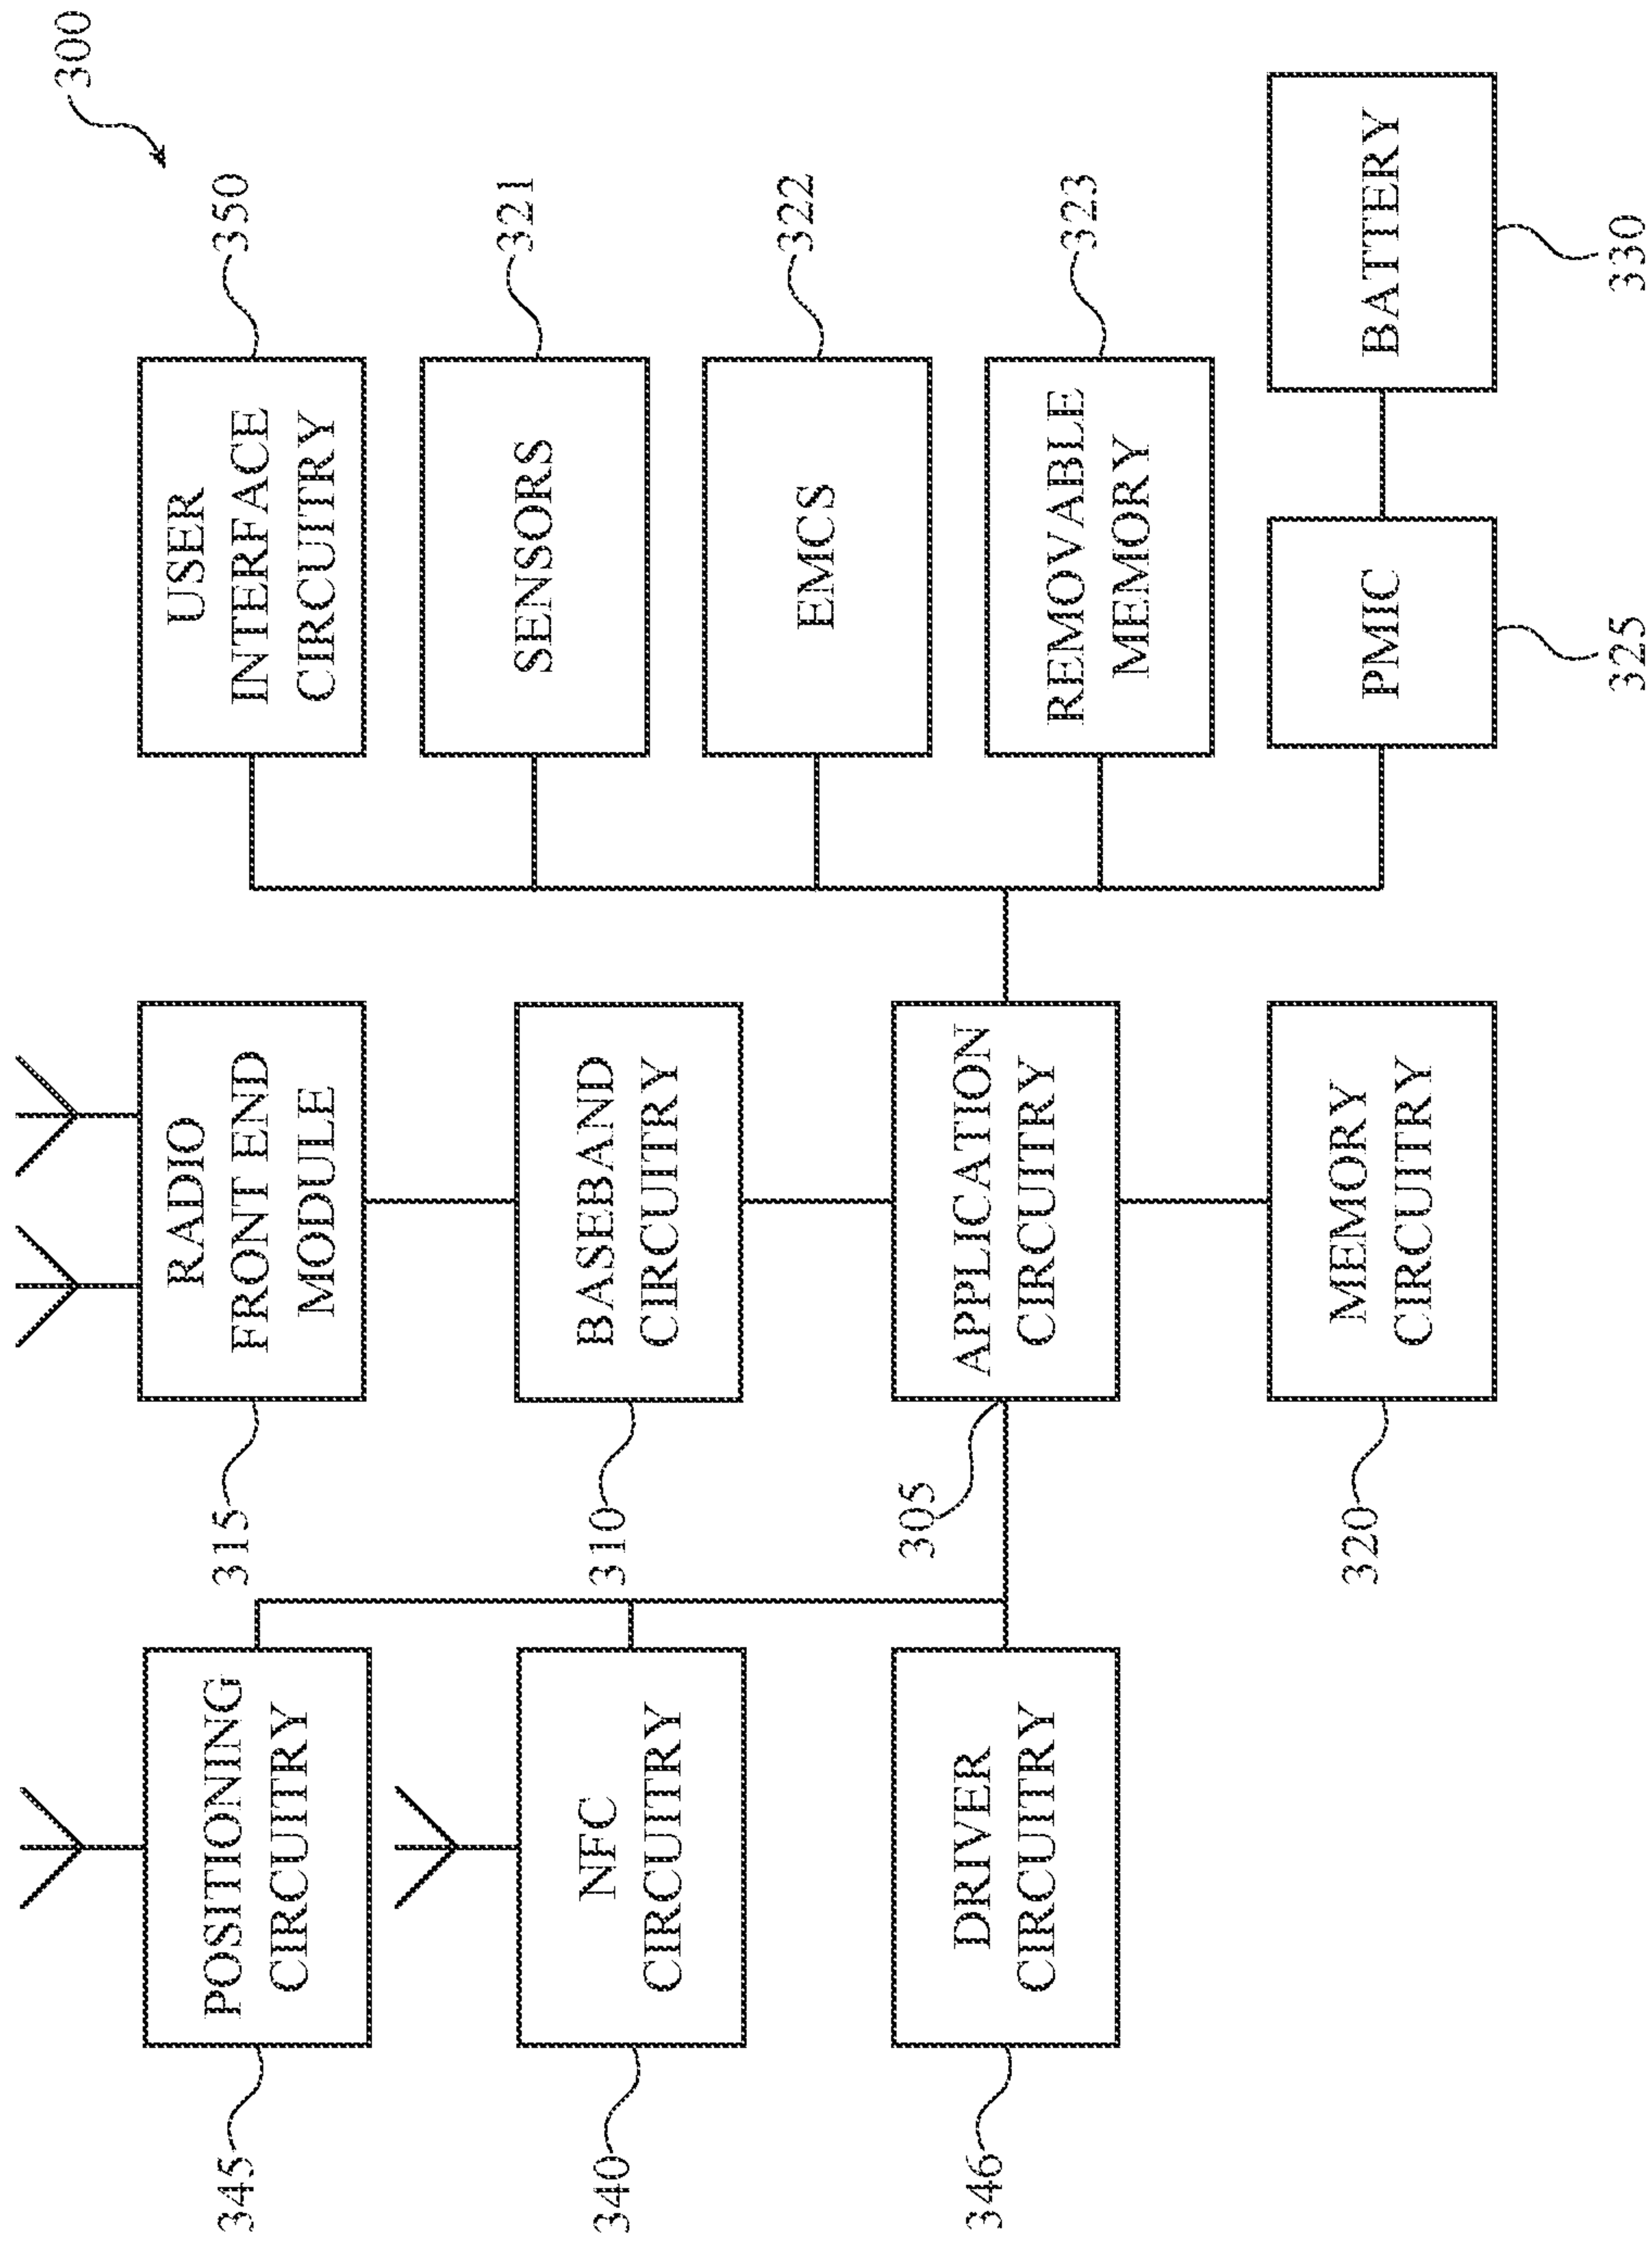 300
POSITIONING
CIRCUITRY
345
NFC
CIRCUITRY
340
DRIVER
CIRCUITRY
346
RADIO
FRONT END
MODULE
315
BASEBAND
CIRCUITRY
310
APPLICATION
CIRCUITRY
305
MEMORY
CIRCUITRY
320
USER
INTERFACE
CIRCUITRY
350
SENSORS
321
EMCS
322
REMOVABLE
MEMORY
323
PMIC
325
BATTERY
330